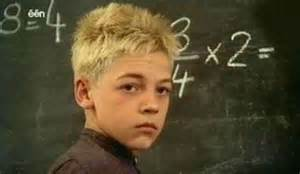 8=4
één
3/4 × 2 =